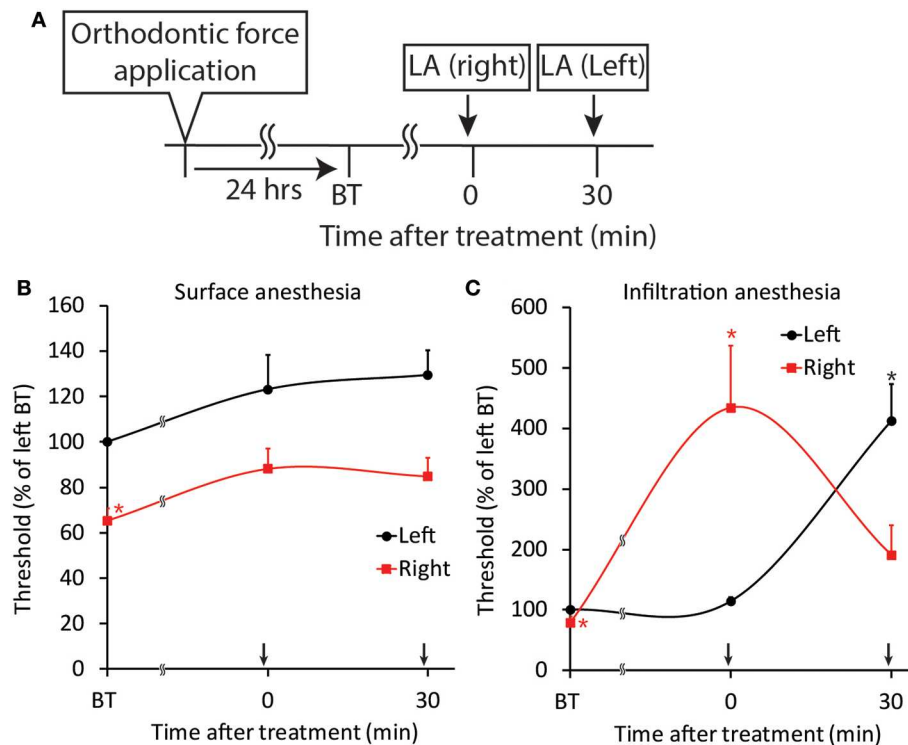 A
Orthodontic force
application
LA (right)
LA (Left)
24 hrs
BT
0
30
Time after treatment (min)
B
Surface anesthesia
Threshold (% of left BT)
160
140
120
100
80
60
40
20
0
*
Left
Right
BT
0
30
Time after treatment (min)
C
Infiltration anesthesia
Threshold (% of left BT)
600
500
400
300
200
100
0
Left
Right
*
*
*
BT
0
30
Time after treatment (min)